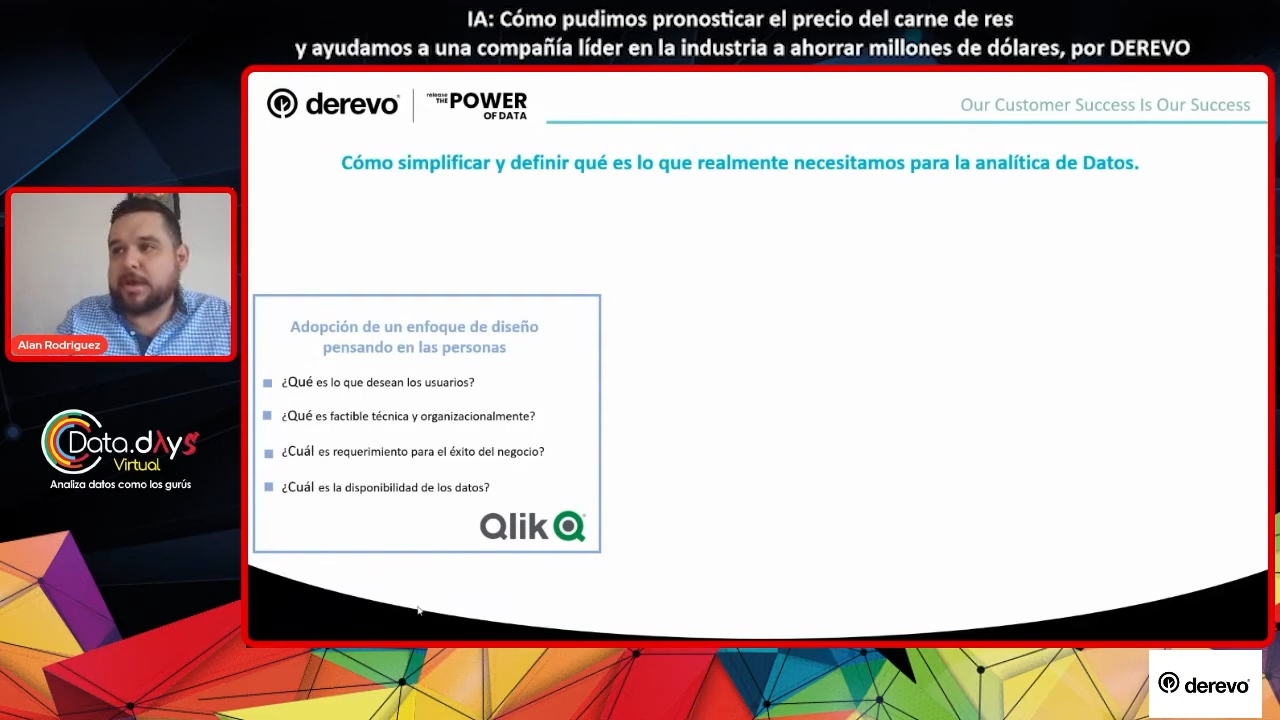 IA: Cómo pudimos pronosticar el precio del carne de res
y ayudamos a una compañía líder en la industria a ahorrar millones de dólares, por DEREVO
derevo
release
THE POWER
OF DATA
Our Customer Success Is Our Success
Cómo simplificar y definir qué es lo que realmente necesitamos para la analítica de Datos.
Alan Rodriguez
Adopción de un enfoque de diseño
pensando en las personas
¿Qué es lo que desean los usuarios?
¿Qué es factible técnica y organizacionalmente?
¿Cuál es requerimiento para el éxito del negocio?
¿Cuál es la disponibilidad de los datos?
Qlik
Data.dAyS
Virtual
Analiza datos como los gurús
derevo